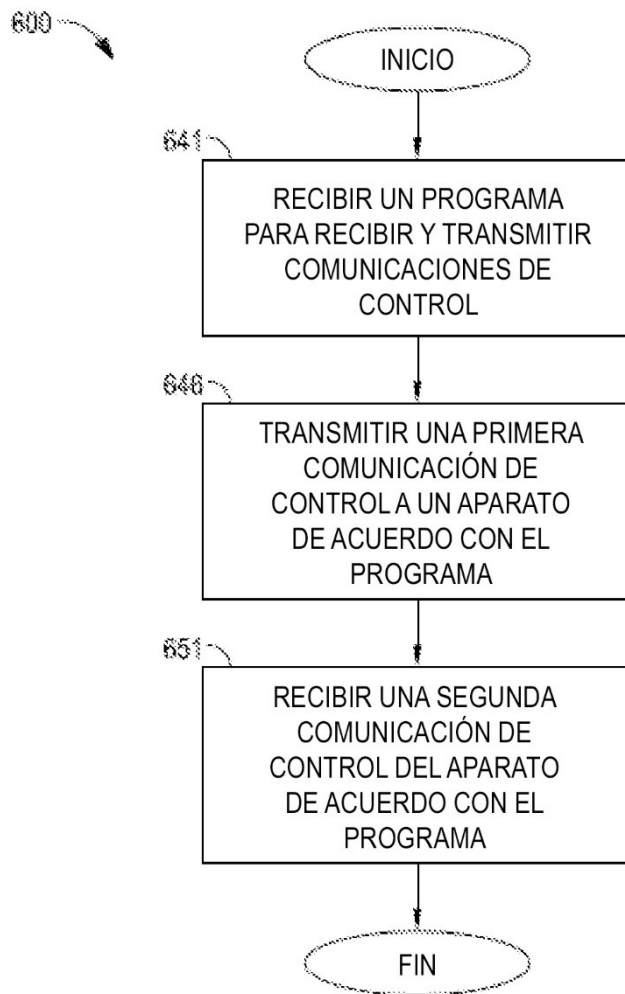 600
INICIO
641
RECIBIR UN PROGRAMA
PARA RECIBIR Y TRANSMITIR
COMUNICACIONES DE
CONTROL
646
TRANSMITIR UNA PRIMERA
COMUNICACIÓN DE
CONTROL A UN APARATO
DE ACUERDO CON EL
PROGRAMA
651
RECIBIR UNA SEGUNDA
COMUNICACIÓN DE
CONTROL DEL APARATO
DE ACUERDO CON EL
PROGRAMA
FIN